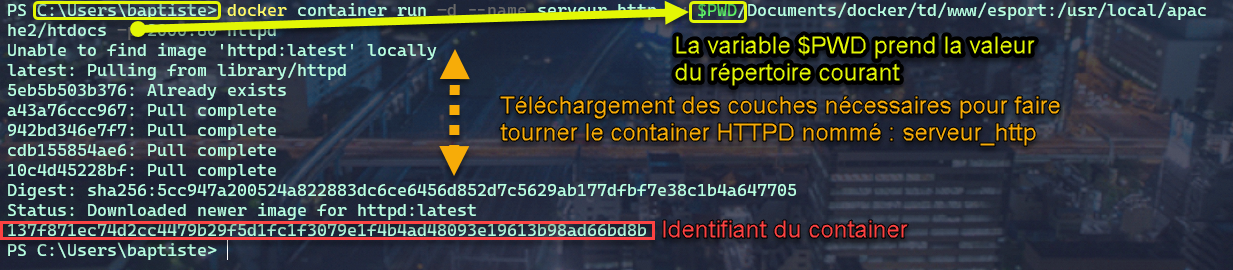 PS C:\Users\baptiste> docker container run -d --name serveur_http $PWD/Documents/docker/td/www/esport:/usr/local/apac
he2/htdocs 2000:80 httpd
La variable $PWD prend la valeur
du répertoire courant
Unable to find image 'httpd:latest' locally
latest: Pulling from library/httpd
5eb5b503b376: Already exists
a43a76ccc967: Pull complete
942bd346e7f7: Pull complete
cdb155854ae6: Pull complete
10c4d45228bf: Pull complete
Téléchargement des couches nécessaires pour faire
tourner le container HTTPD nommé : serveur_http
Digest: sha256:5cc947a200524a822883dc6ce6456d852d7c5629ab177dfbf7e38c1b4a647705
Status: Downloaded newer image for httpd:latest
137f871ec74d2cc4479b29f5d1fc1f3079e1f4b4ad48093e19613b98ad66bd8b
Identifiant du container
PS C:\Users\baptiste>